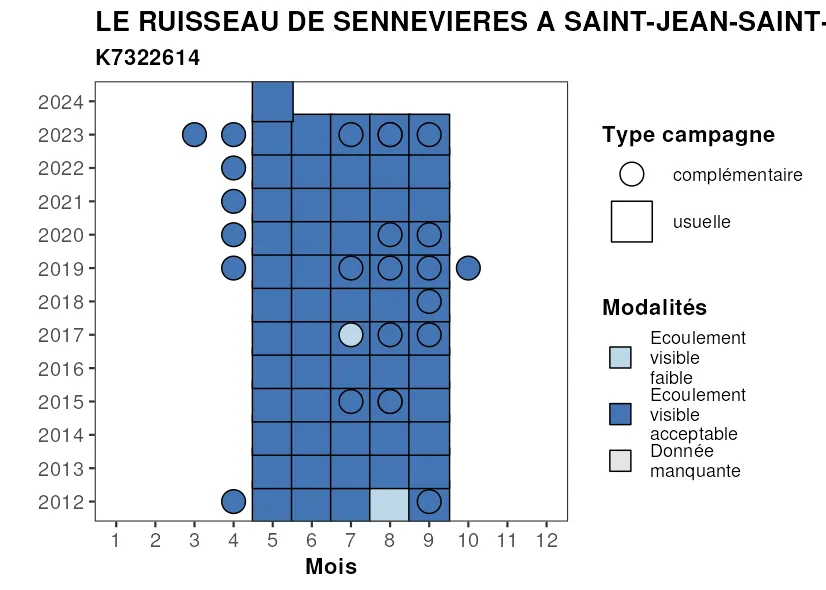 LE RUISSEAU DE SENNEVIERES A SAINT-JEAN-SAINT-
K7322614
2024
2023
2022
2021
2020
2019
2018
2017
2016
2015
2014
2013
2012
1 2 3 4 5 6 7 8 9 10 11 12
Mois
Type campagne
complémentaire
usuelle
Modalités
Ecoulement
visible
faible
Ecoulement
visible
acceptable
Donnée
manquante